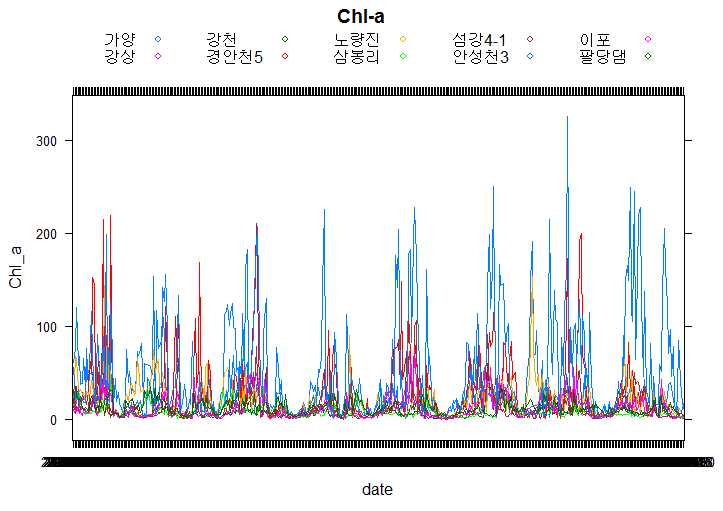 Chl-a
가양 강천 노량진 섬강4-1 이포
강상 경안천5 삼봉리 안성천3 팔당댐
Chl_a
300
200
100
0
date